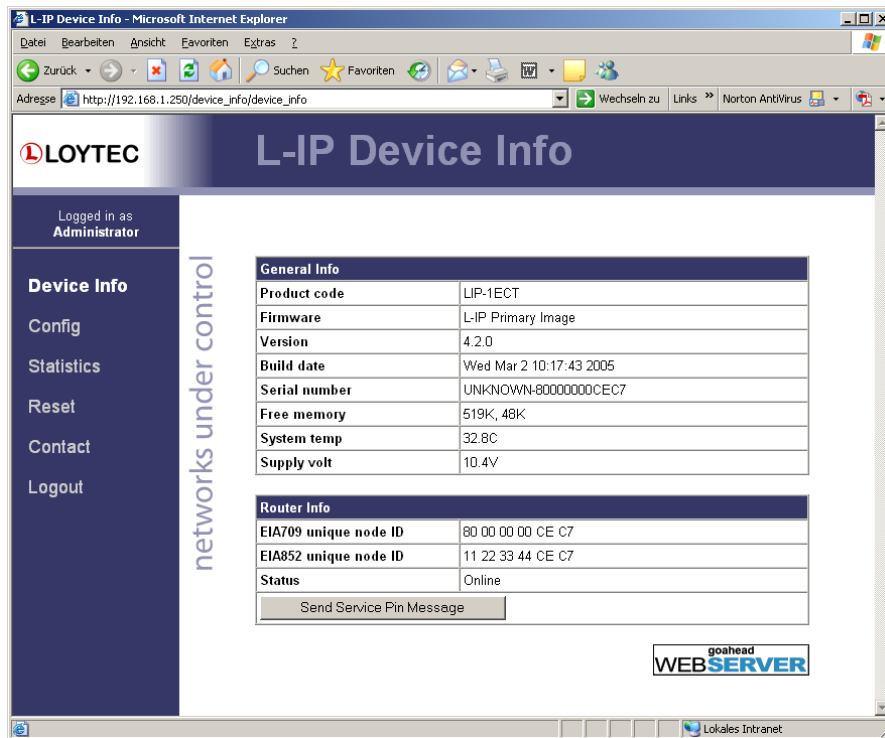 L-IP Device Info - Microsoft Internet Explorer
Datei Bearbeiten Ansicht Favoriten Extras ?
Zurück Suchen Favoriten
Adresse http://192.168.1.250/device_info/device_info Wechseln zu Links » Norton AntiVirus
LOYTEC L-IP Device Info
Logged in as
Administrator
Device Info
Config
Statistics
Reset
Contact
Logout
networks under control
General Info
Product code LIP-1ECT
Firmware L-IP Primary Image
Version 4.2.0
Build date Wed Mar 2 10:17:43 2005
Serial number UNKNOWN-80000000CEC7
Free memory 519K, 48K
System temp 32.8C
Supply volt 10.4V
Router Info
EIA709 unique node ID 80 00 00 00 CE C7
EIA852 unique node ID 11 22 33 44 CE C7
Status Online
Send Service Pin Message
goahead
WEBSERVER
Lokales Intranet